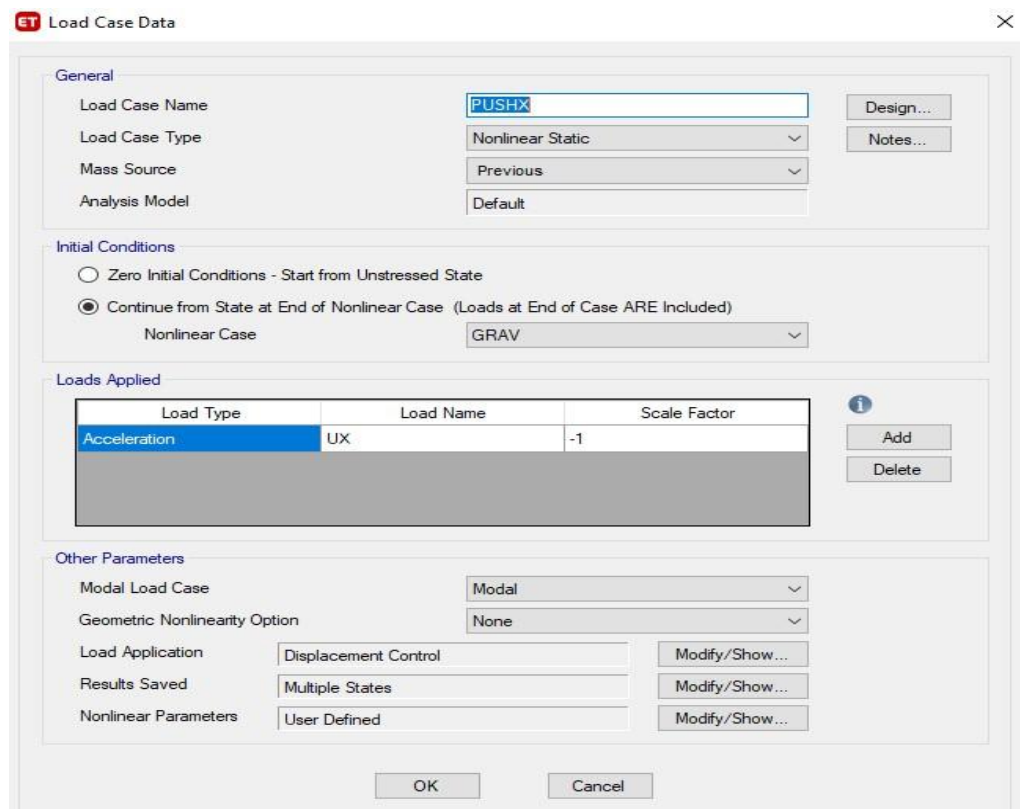 ET Load Case Data
General
Load Case Name PUSHX Design...
Load Case Type Nonlinear Static Notes...
Mass Source Previous
Analysis Model Default
Initial Conditions
Zero Initial Conditions - Start from Unstressed State
Continue from State at End of Nonlinear Case (Loads at End of Case ARE Included)
Nonlinear Case GRAV
Loads Applied
Load Type Load Name Scale Factor
Acceleration UX -1
Add
Delete
Other Parameters
Modal Load Case Modal
Geometric Nonlinearity Option None
Load Application Displacement Control Modify/Show...
Results Saved Multiple States Modify/Show...
Nonlinear Parameters User Defined Modify/Show...
OK Cancel